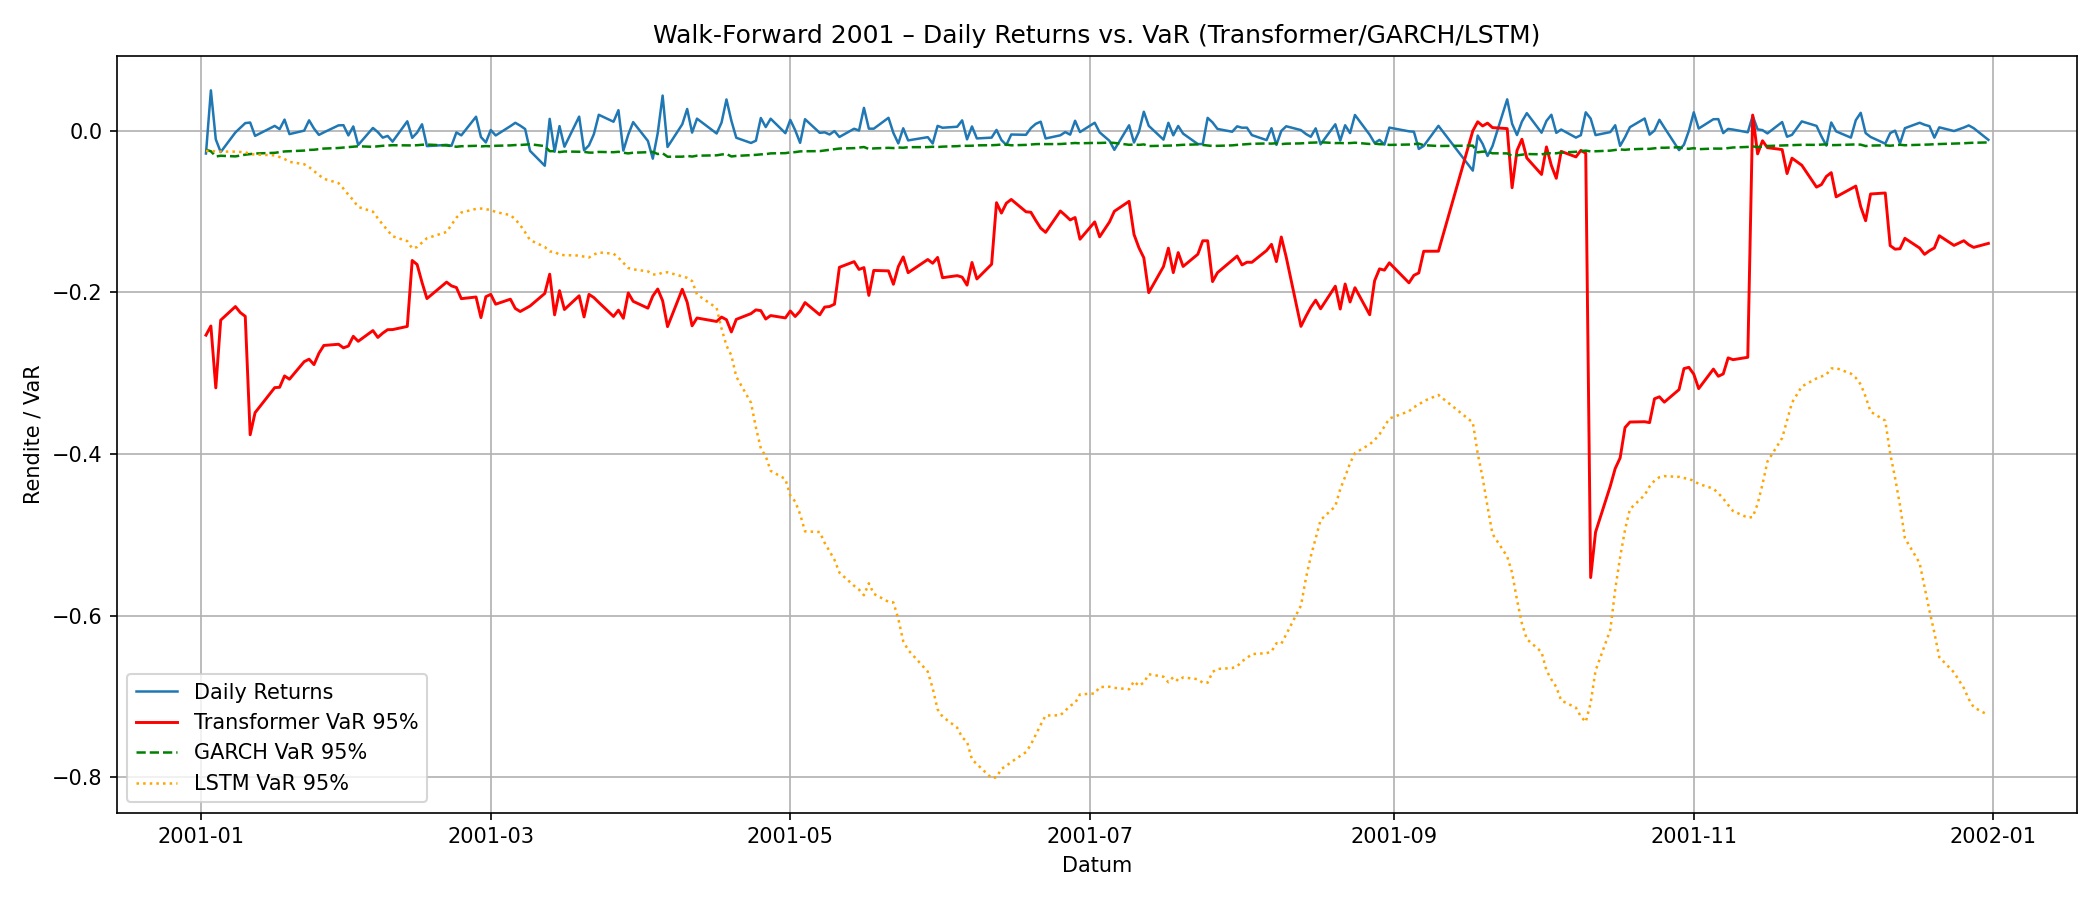 Walk-Forward 2001 – Daily Returns vs. VaR (Transformer/GARCH/LSTM)
Rendite / VaR
0.0
−0.2
−0.4
−0.6
−0.8
Daily Returns
Transformer VaR 95%
GARCH VaR 95%
LSTM VaR 95%
2001-01 2001-03 2001-05 2001-07 2001-09 2001-11 2002-01
Datum